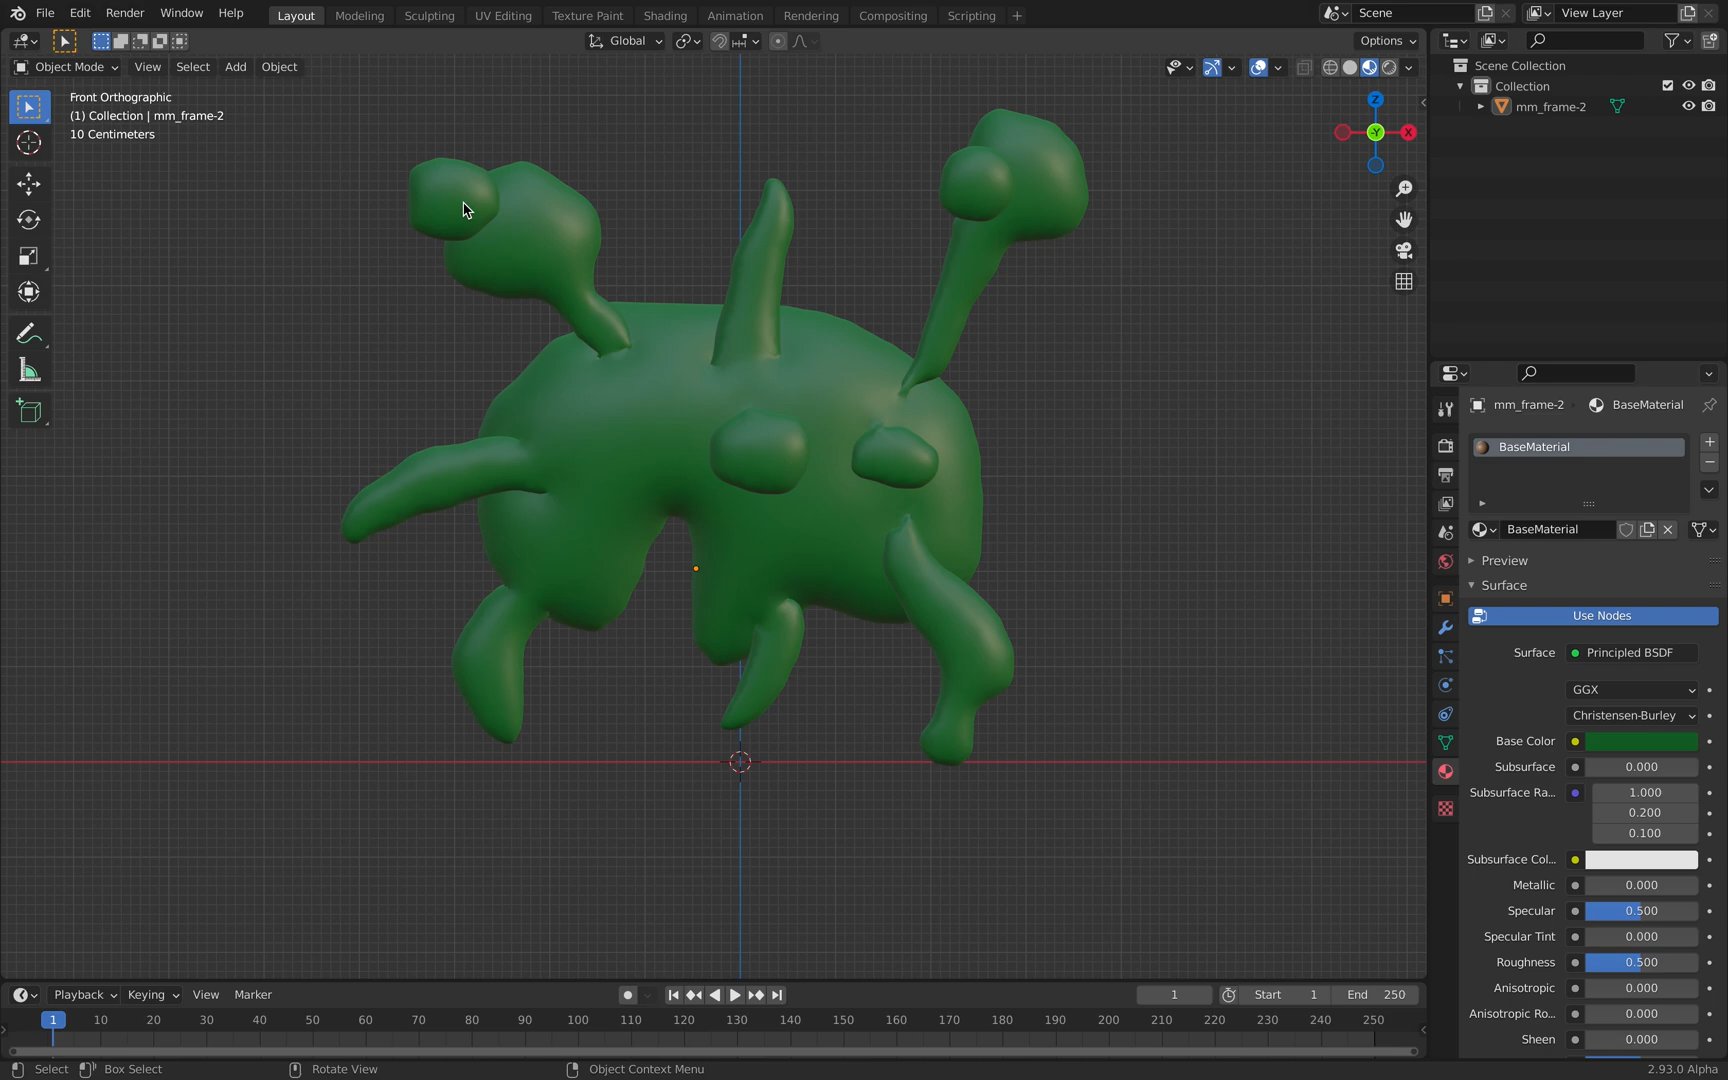 File Edit Render Window Help Layout Modeling Sculpting UV Editing Texture Paint Shading Animation Rendering Compositing Scripting + Scene View Layer
Global Options
Object Mode View Select Add Object
Front Orthographic
(1) Collection | mm_frame-2
10 Centimeters
Z
-Y
X
Scene Collection
Collection
mm_frame-2
mm_frame-2 BaseMaterial
BaseMaterial
BaseMaterial
Preview
Surface
Use Nodes
Surface Principled BSDF
GGX
Christensen-Burley
Base Color
Subsurface 0.000
Subsurface Ra... 1.000
0.200
0.100
Subsurface Col...
Metallic 0.000
Specular 0.500
Specular Tint 0.000
Roughness 0.500
Anisotropic 0.000
Anisotropic Ro... 0.000
Sheen 0.000
Playback Keying View Marker 1 Start 1 End 250
1 10 20 30 40 50 60 70 80 90 100 110 120 130 140 150 160 170 180 190 200 210 220 230 240 250
Select Box Select Rotate View Object Context Menu 2.93.0 Alpha